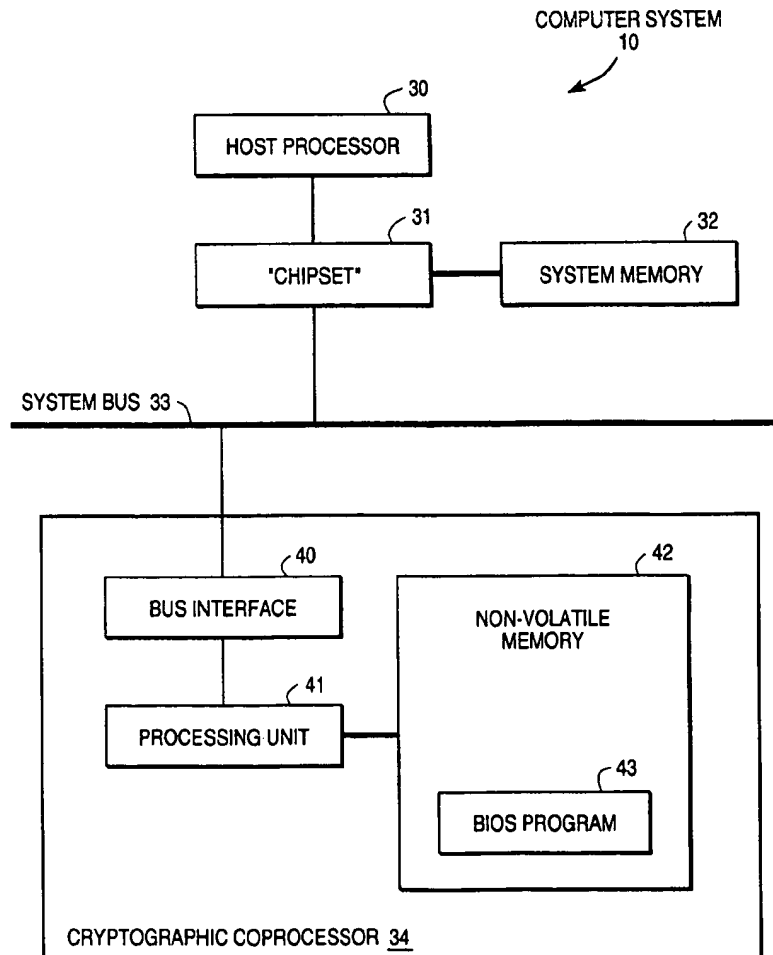 COMPUTER SYSTEM
10
30
HOST PROCESSOR
31
"CHIPSET"
32
SYSTEM MEMORY
SYSTEM BUS 33
40
BUS INTERFACE
41
PROCESSING UNIT
42
NON-VOLATILE
MEMORY
43
BIOS PROGRAM
CRYPTOGRAPHIC COPROCESSOR 34